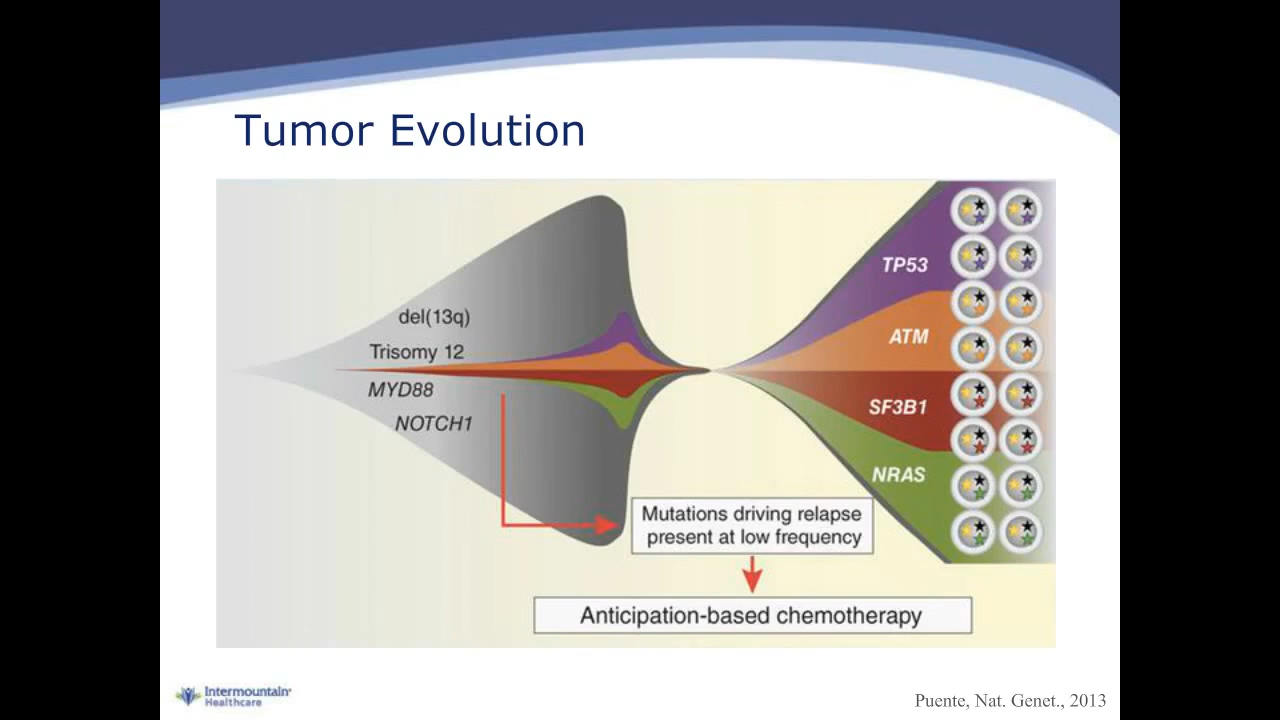 Tumor Evolution
del(13q)
Trisomy 12
MYD88
NOTCH1
TP53
ATM
SF3B1
NRAS
Mutations driving relapse
present at low frequency
Anticipation-based chemotherapy
Intermountain
Healthcare
Puente, Nat. Genet., 2013